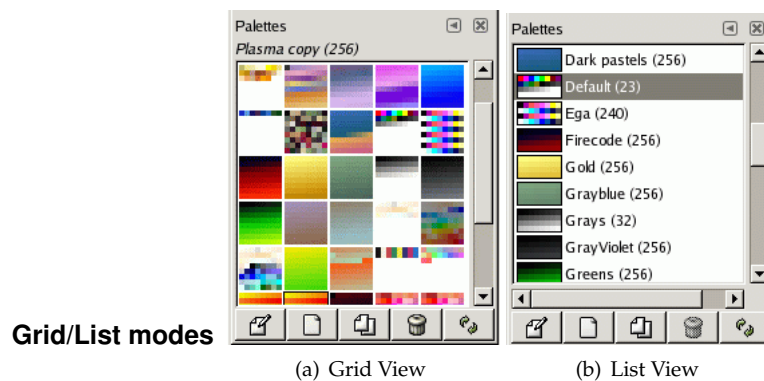 Palettes
Plasma copy (256)
Palettes
Dark pastels (256)
Default (23)
Ega (240)
Firecode (256)
Gold (256)
Grayblue (256)
Grays (32)
GrayViolet (256)
Greens (256)
Grid/List modes
(a) Grid View
(b) List View